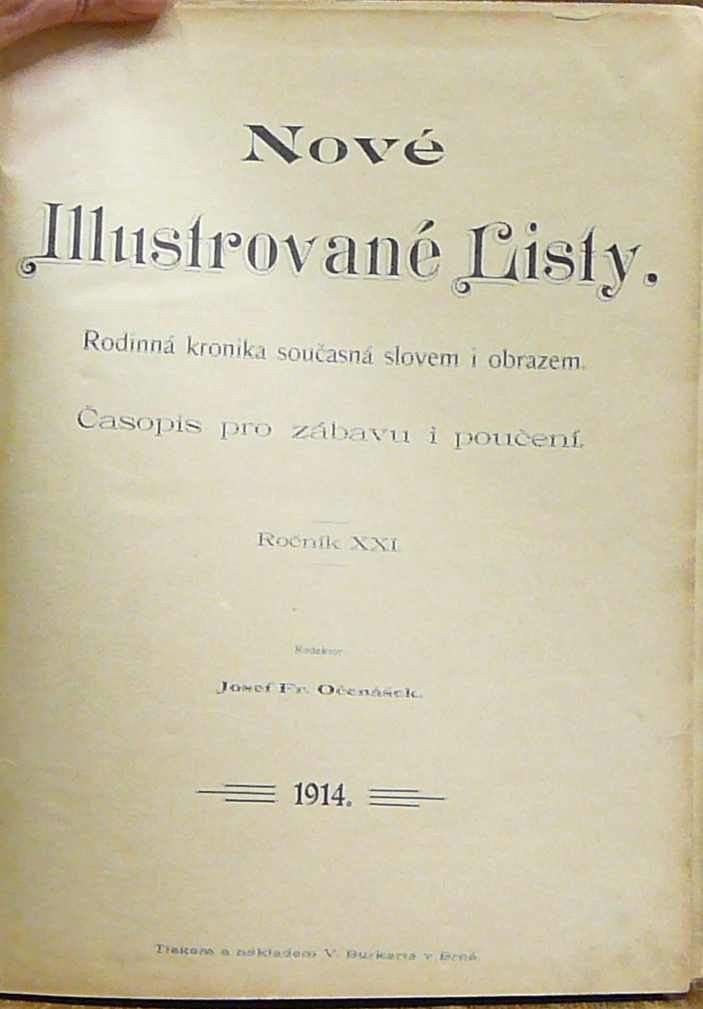 Nové
Illustrované Listy.
Rodinná kronika současná slovem i obrazem.
Časopis pro zábavu i poučení.
Ročník XXI.
Redaktor
Josef Fr. Očenášek.
1914.
Tiskem a nákladem V. Burkarta v Brně.